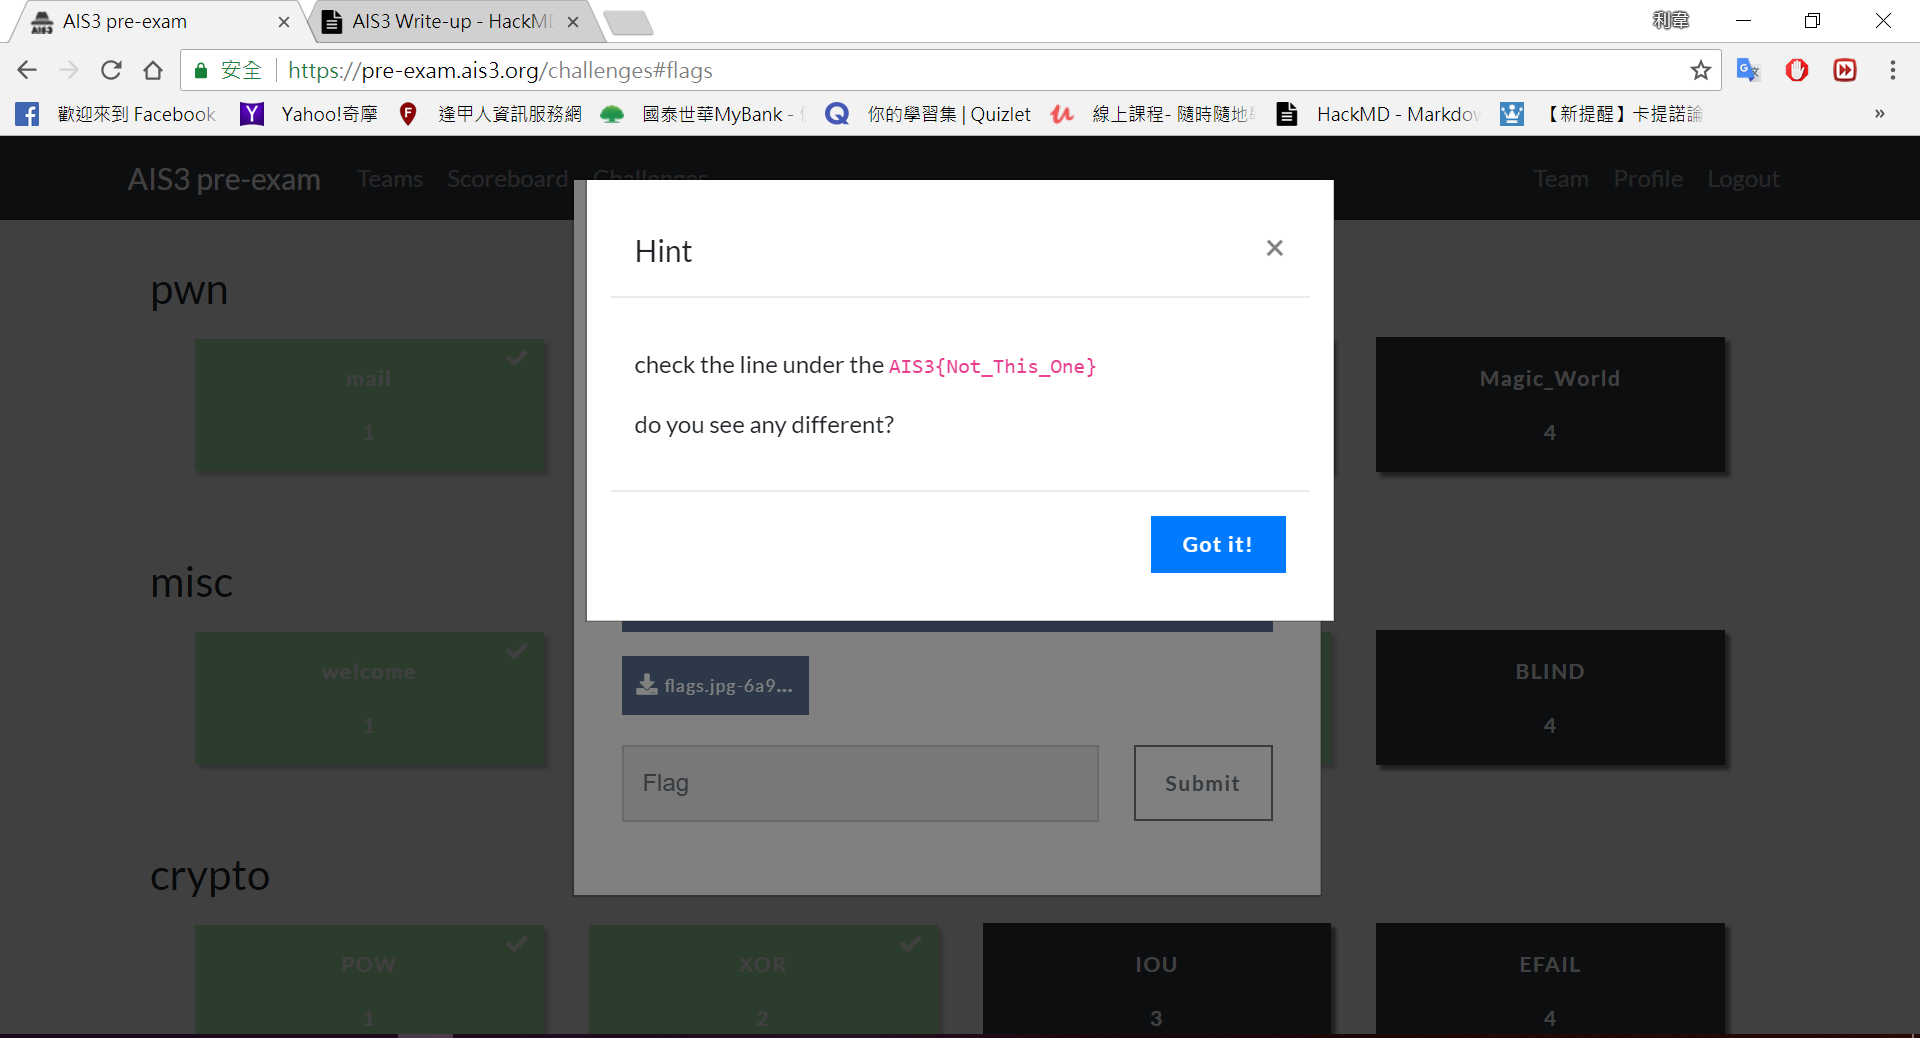 AIS3 pre-exam
AIS3 Write-up - HackM
利韋
安全
https://pre-exam.ais3.org/challenges#flags
歡迎來到 Facebook
Yahoo!奇摩
逢甲人資訊服務網
國泰世華MyBank -
你的學習集 | Quizlet
線上課程- 隨時隨地
HackMD - Markdow
【新提醒】卡提諾論
»
AIS3 pre-exam
Teams
Scoreboard
Challenges
Team
Profile
Logout
Hint
×
check the line under the AIS3{Not_This_One}
do you see any different?
Got it!
pwn
mail
1
Magic_World
4
misc
welcome
1
BLIND
4
flags.jpg-6a9...
Flag
Submit
crypto
POW
1
XOR
2
IOU
3
EFAIL
4